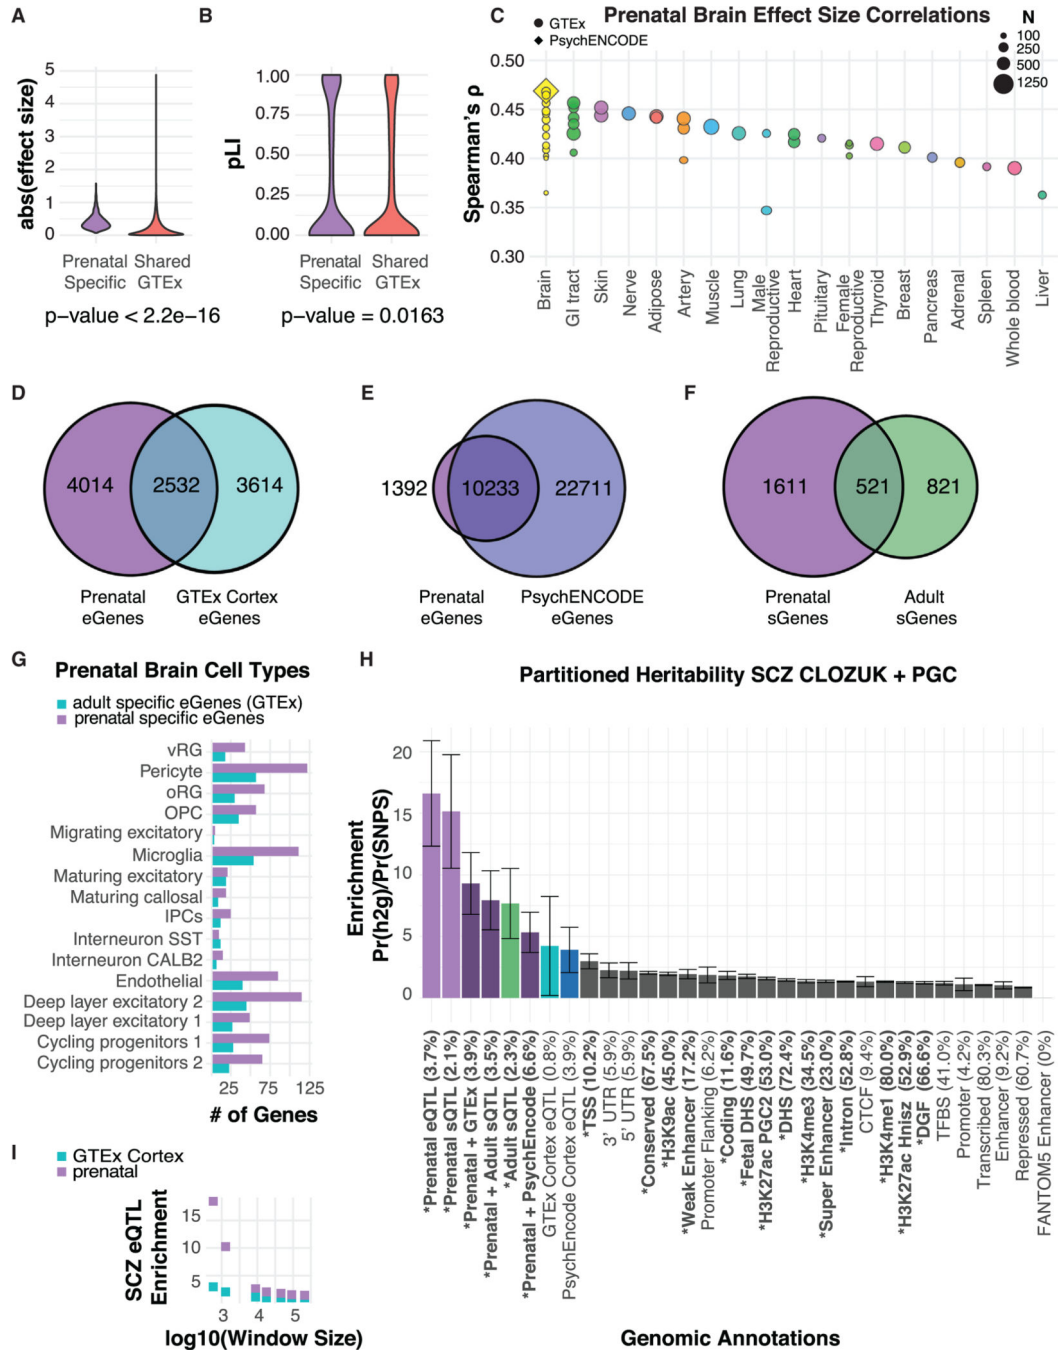 A
abs(effect size)
5
4
3
2
1
0
Prenatal Specific
Shared GTEx
p-value < 2.2e-16
B
pLI
1.00
0.75
0.50
0.25
0.00
Prenatal Specific
Shared GTEx
p-value = 0.0163
C
Prenatal Brain Effect Size Correlations
GTEx
PsychENCODE
N
100
250
500
1250
Spearman's ρ
0.50
0.45
0.40
0.35
0.30
Brain
GI tract
Skin
Nerve
Adipose
Artery
Muscle
Lung
Male Reproductive
Heart
Pituitary
Female Reproductive
Thyroid
Breast
Pancreas
Adrenal
Spleen
Whole blood
Liver
D
4014
2532
3614
Prenatal eGenes
GTEx Cortex eGenes
E
1392
10233
22711
Prenatal eGenes
PsychENCODE eGenes
F
1611
521
821
Prenatal sGenes
Adult sGenes
G
Prenatal Brain Cell Types
adult specific eGenes (GTEx)
prenatal specific eGenes
vRG
Pericyte
oRG
OPC
Migrating excitatory
Microglia
Maturing excitatory
Maturing callosal
IPCs
Interneuron SST
Interneuron CALB2
Endothelial
Deep layer excitatory 2
Deep layer excitatory 1
Cycling progenitors 1
Cycling progenitors 2
25 75 125
# of Genes
H
Partitioned Heritability SCZ CLOZUK + PGC
Enrichment
Pr(h2g)/Pr(SNPS)
20
15
10
5
0
*Prenatal eQTL (3.7%)
*Prenatal sQTL (2.1%)
*Prenatal + GTEx (3.9%)
*Prenatal + Adult sQTL (3.5%)
*Adult sQTL (2.3%)
*Prenatal + PsychEncode (6.6%)
GTEx Cortex eQTL (0.8%)
PsychEncode Cortex eQTL (3.9%)
*TSS (10.2%)
3' UTR (5.9%)
5' UTR (5.9%)
*Conserved (67.5%)
*H3K9ac (45.0%)
*Weak Enhancer (17.2%)
Promoter Flanking (6.2%)
*Coding (11.6%)
*Fetal DHS (49.7%)
*H3K27ac PGC2 (53.0%)
*DHS (72.4%)
*H3K4me3 (34.5%)
*Super Enhancer (23.0%)
*Intron (52.8%)
CTCF (9.4%)
*H3K4me1 (80.0%)
*H3K27ac Hnisz (52.9%)
*DGF (66.6%)
TFBS (41.0%)
Promoter (4.2%)
Transcribed (80.3%)
Enhancer (9.2%)
Repressed (60.7%)
FANTOM5 Enhancer (0%)
Genomic Annotations
I
GTEx Cortex
prenatal
SCZ eQTL
Enrichment
15
10
5
3 4 5
log10(Window Size)